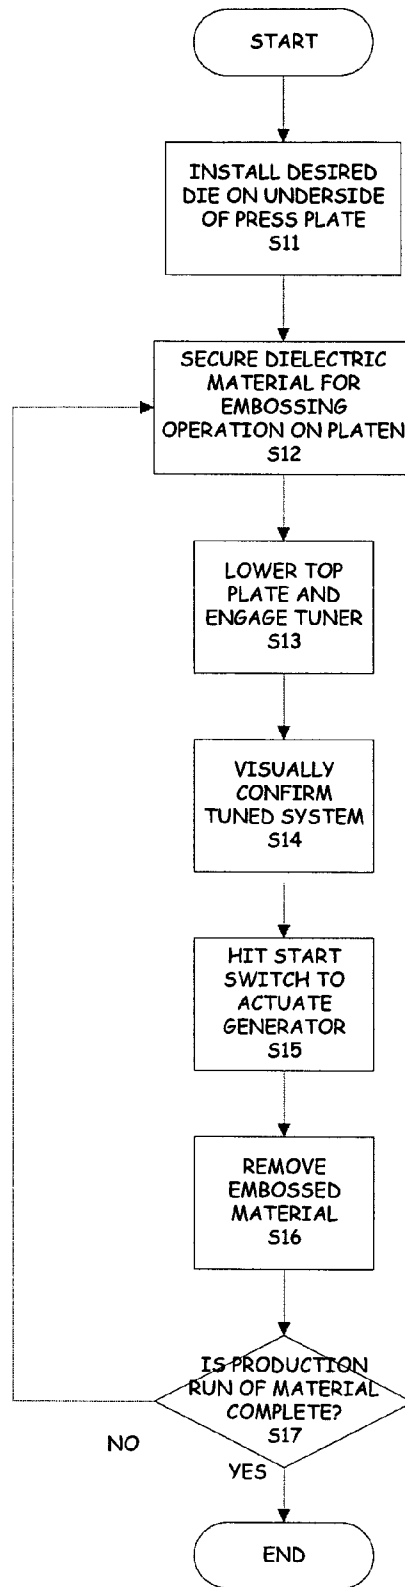 START
INSTALL DESIRED
DIE ON UNDERSIDE
OF PRESS PLATE
S11
SECURE DIELECTRIC
MATERIAL FOR
EMBOSSING
OPERATION ON PLATEN
S12
LOWER TOP
PLATE AND
ENGAGE TUNER
S13
VISUALLY
CONFIRM
TUNED SYSTEM
S14
HIT START
SWITCH TO
ACTUATE
GENERATOR
S15
REMOVE
EMBOSSED
MATERIAL
S16
IS PRODUCTION
RUN OF MATERIAL
COMPLETE?
S17
NO
YES
END